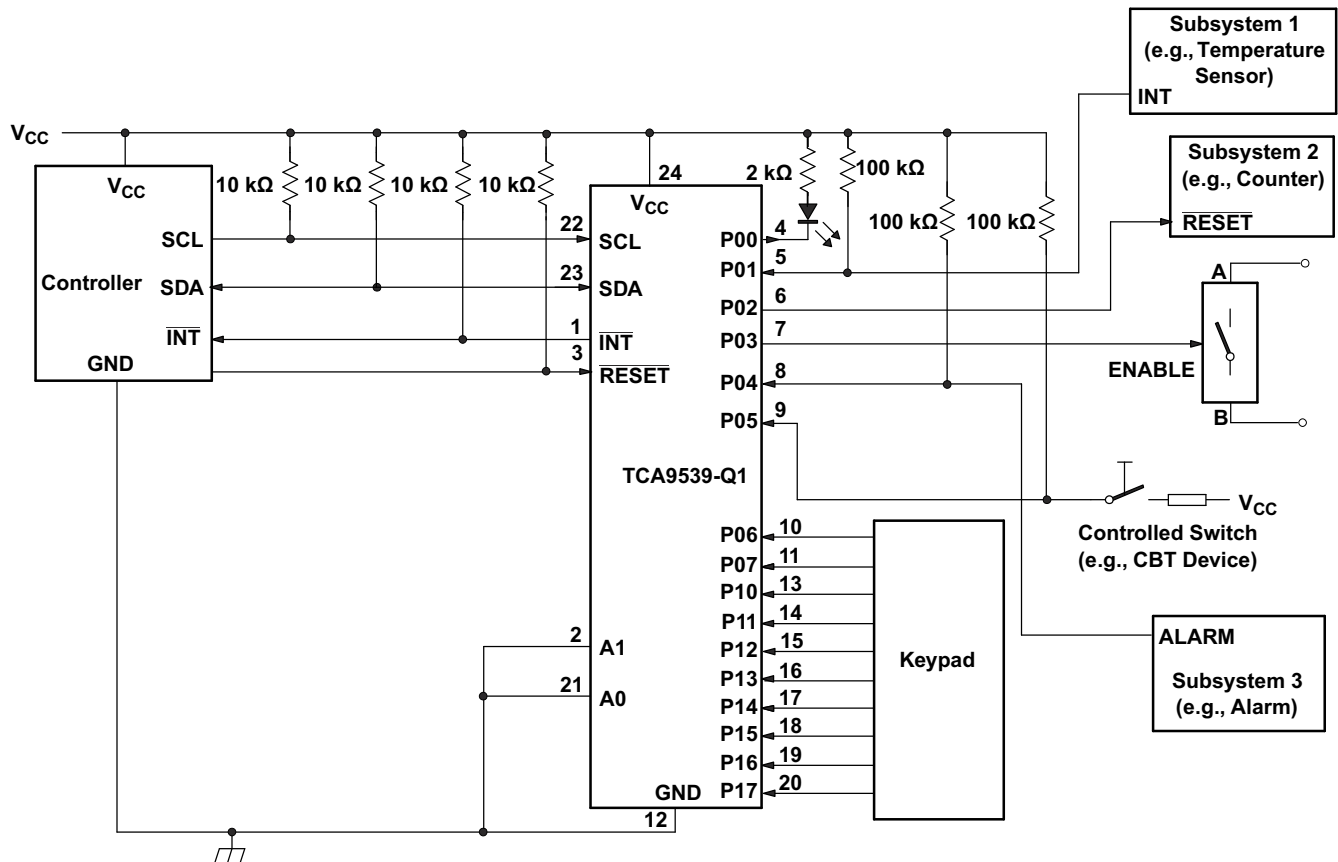 Subsystem 1
(e.g., Temperature
Sensor)
INT
VCC
Subsystem 2
(e.g., Counter)
RESET
VCC
10 kΩ
10 kΩ
10 kΩ
10 kΩ
24
VCC
2 kΩ
100 kΩ
100 kΩ
100 kΩ
Controller
SCL
SDA
INT
GND
22
23
1
3
SCL
SDA
INT
RESET
P00
P01
P02
P03
P04
P05
4
5
6
7
8
9
A
ENABLE
B
TCA9539-Q1
VCC
Controlled Switch
(e.g., CBT Device)
P06
P07
P10
P11
P12
P13
P14
P15
P16
P17
10
11
13
14
15
16
17
18
19
20
Keypad
2
A1
21
A0
GND
12
ALARM
Subsystem 3
(e.g., Alarm)